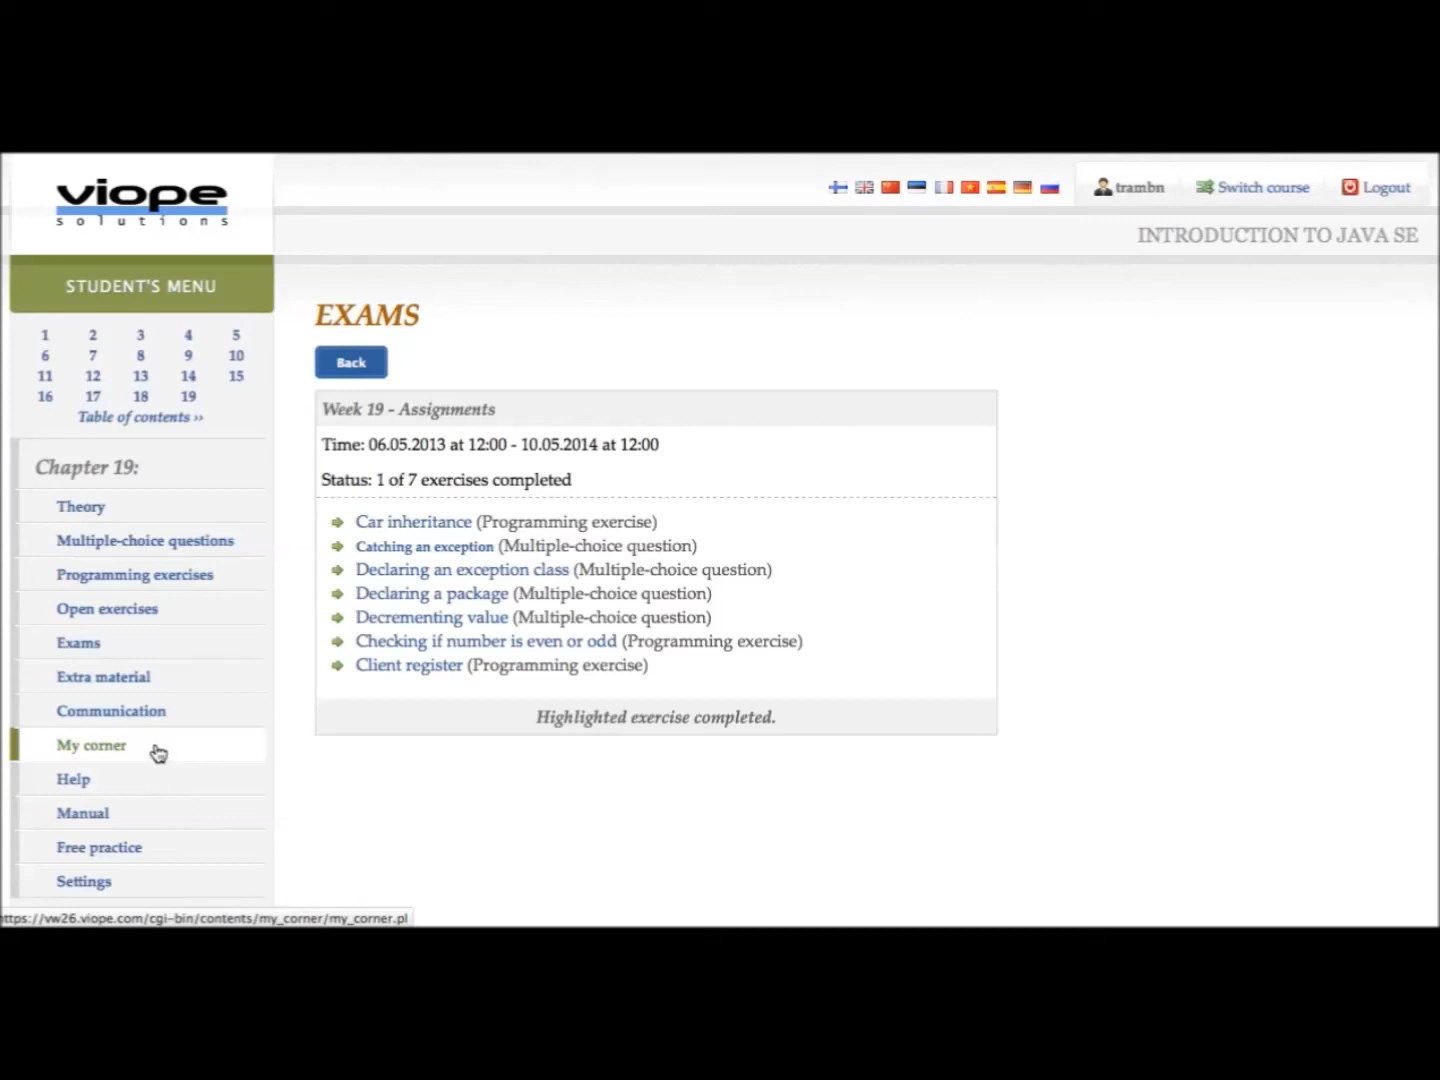 viope
solutions
trambn
Switch course
Logout
INTRODUCTION TO JAVA SE
STUDENT'S MENU
1 2 3 4 5
6 7 8 9 10
11 12 13 14 15
16 17 18 19
Table of contents ››
Chapter 19:
Theory
Multiple-choice questions
Programming exercises
Open exercises
Exams
Extra material
Communication
My corner
Help
Manual
Free practice
Settings
EXAMS
Back
Week 19 - Assignments
Time: 06.05.2013 at 12:00 - 10.05.2014 at 12:00
Status: 1 of 7 exercises completed
Car inheritance (Programming exercise)
Catching an exception (Multiple-choice question)
Declaring an exception class (Multiple-choice question)
Declaring a package (Multiple-choice question)
Decrementing value (Multiple-choice question)
Checking if number is even or odd (Programming exercise)
Client register (Programming exercise)
Highlighted exercise completed.
ttps://vw26.viope.com/cgi-bin/contents/my_corner/my_corner.pl